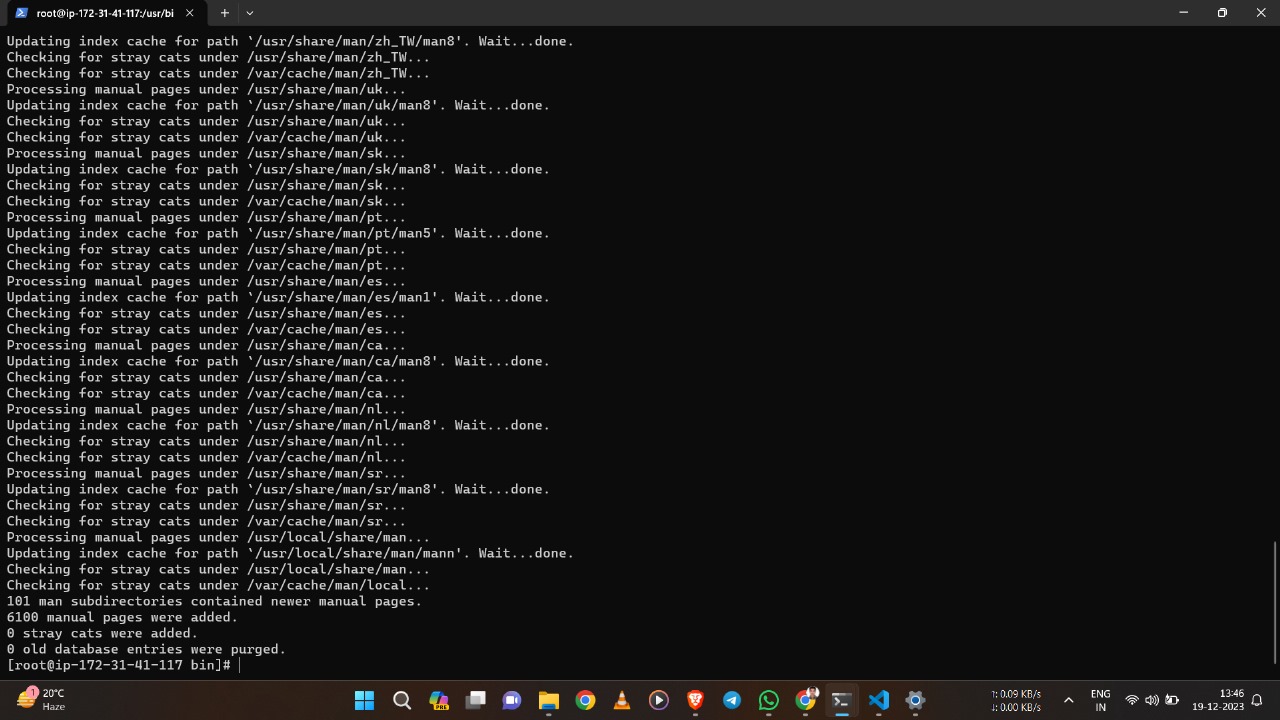 root@ip-172-31-41-117:/usr/bi
Updating index cache for path `/usr/share/man/zh_TW/man8'. Wait...done.
Checking for stray cats under /usr/share/man/zh_TW...
Checking for stray cats under /var/cache/man/zh_TW...
Processing manual pages under /usr/share/man/uk...
Updating index cache for path `/usr/share/man/uk/man8'. Wait...done.
Checking for stray cats under /usr/share/man/uk...
Checking for stray cats under /var/cache/man/uk...
Processing manual pages under /usr/share/man/sk...
Updating index cache for path `/usr/share/man/sk/man8'. Wait...done.
Checking for stray cats under /usr/share/man/sk...
Checking for stray cats under /var/cache/man/sk...
Processing manual pages under /usr/share/man/pt...
Updating index cache for path `/usr/share/man/pt/man5'. Wait...done.
Checking for stray cats under /usr/share/man/pt...
Checking for stray cats under /var/cache/man/pt...
Processing manual pages under /usr/share/man/es...
Updating index cache for path `/usr/share/man/es/man1'. Wait...done.
Checking for stray cats under /usr/share/man/es...
Checking for stray cats under /var/cache/man/es...
Processing manual pages under /usr/share/man/ca...
Updating index cache for path `/usr/share/man/ca/man8'. Wait...done.
Checking for stray cats under /usr/share/man/ca...
Checking for stray cats under /var/cache/man/ca...
Processing manual pages under /usr/share/man/nl...
Updating index cache for path `/usr/share/man/nl/man8'. Wait...done.
Checking for stray cats under /usr/share/man/nl...
Checking for stray cats under /var/cache/man/nl...
Processing manual pages under /usr/share/man/sr...
Updating index cache for path `/usr/share/man/sr/man8'. Wait...done.
Checking for stray cats under /usr/share/man/sr...
Checking for stray cats under /var/cache/man/sr...
Processing manual pages under /usr/local/share/man...
Updating index cache for path `/usr/local/share/man/mann'. Wait...done.
Checking for stray cats under /usr/local/share/man...
Checking for stray cats under /var/cache/man/local...
101 man subdirectories contained newer manual pages.
6100 manual pages were added.
0 stray cats were added.
0 old database entries were purged.
[root@ip-172-31-41-117 bin]#
1
20°C
Haze
PRE
↑: 0.09 KB/s
↓: 0.00 KB/s
ENG
IN
13:46
19-12-2023